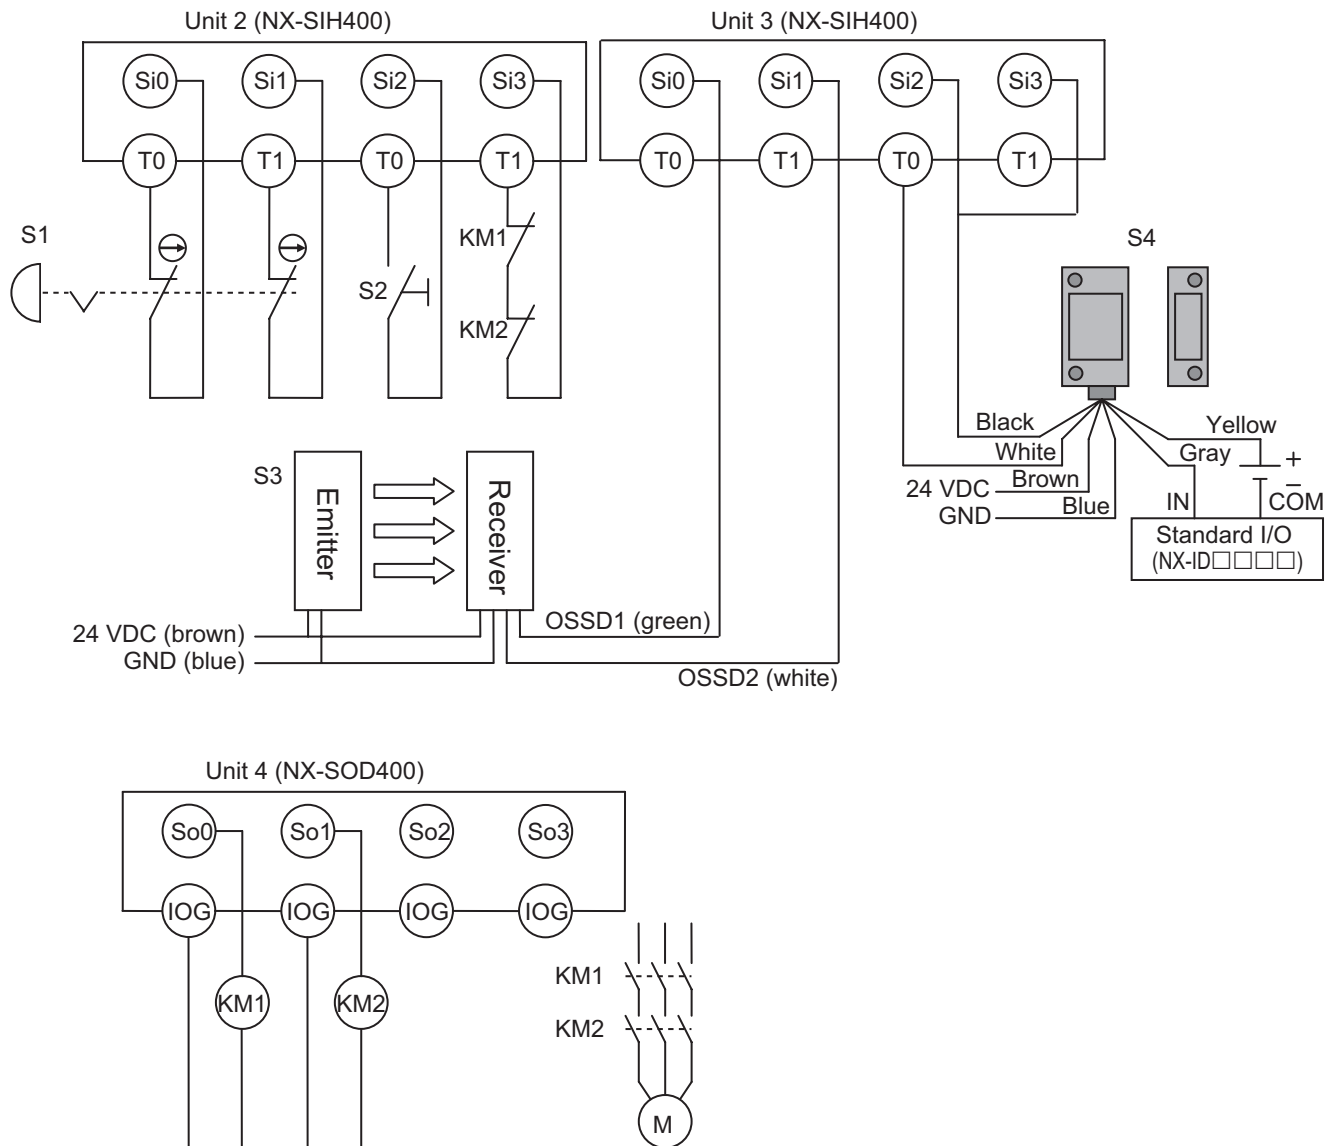 Unit 2 (NX-SIH400)
Unit 3 (NX-SIH400)
Si0 Si1 Si2 Si3
Si0 Si1 Si2 Si3
T0 T1 T0 T1
T0 T1 T0 T1
S1
S2
KM1
KM2
S4
Black
White
Brown
Blue
24 VDC
GND
Yellow
Gray
+
−
IN
COM
Standard I/O
(NX-ID□□□□)
S3
Emitter
Receiver
24 VDC (brown)
GND (blue)
OSSD1 (green)
OSSD2 (white)
Unit 4 (NX-SOD400)
So0 So1 So2 So3
IOG IOG IOG IOG
KM1 KM2
KM1
KM2
M